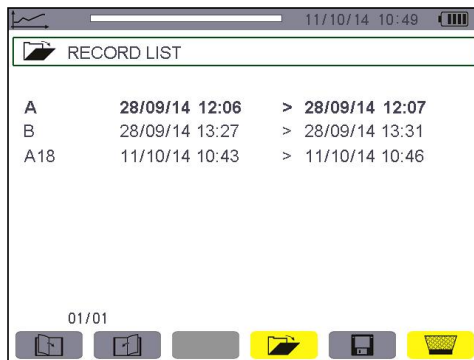 11/10/14 10:49
RECORD LIST
A 28/09/14 12:06 > 28/09/14 12:07
B 28/09/14 13:27 > 28/09/14 13:31
A18 11/10/14 10:43 > 11/10/14 10:46
01/01